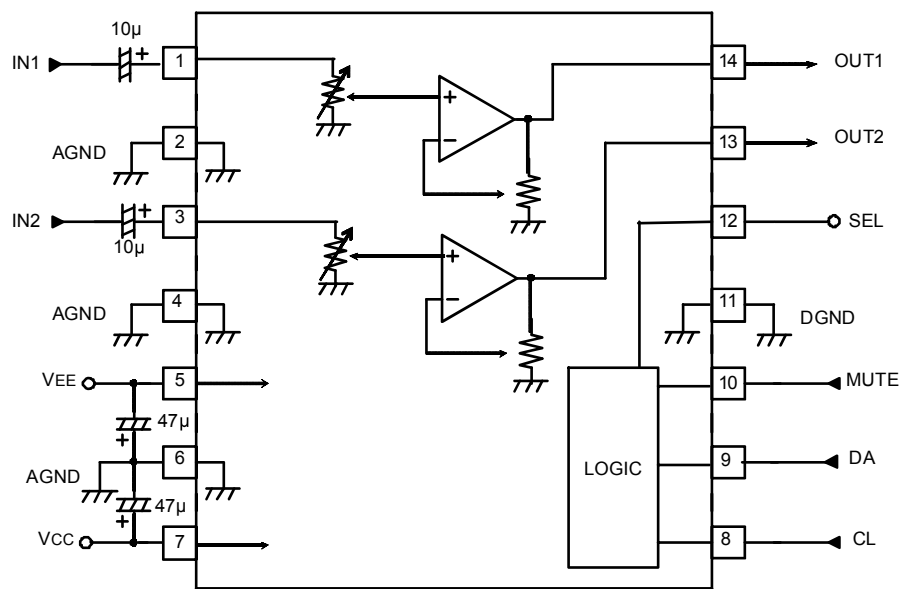 10μ
IN1
+
1
+
−
14
OUT1
AGND
2
13
OUT2
IN2
+
3
10μ
+
−
12
SEL
AGND
4
11
DGND
VEE
5
10
MUTE
47μ
+
AGND
6
LOGIC
9
DA
47μ
+
VCC
7
8
CL